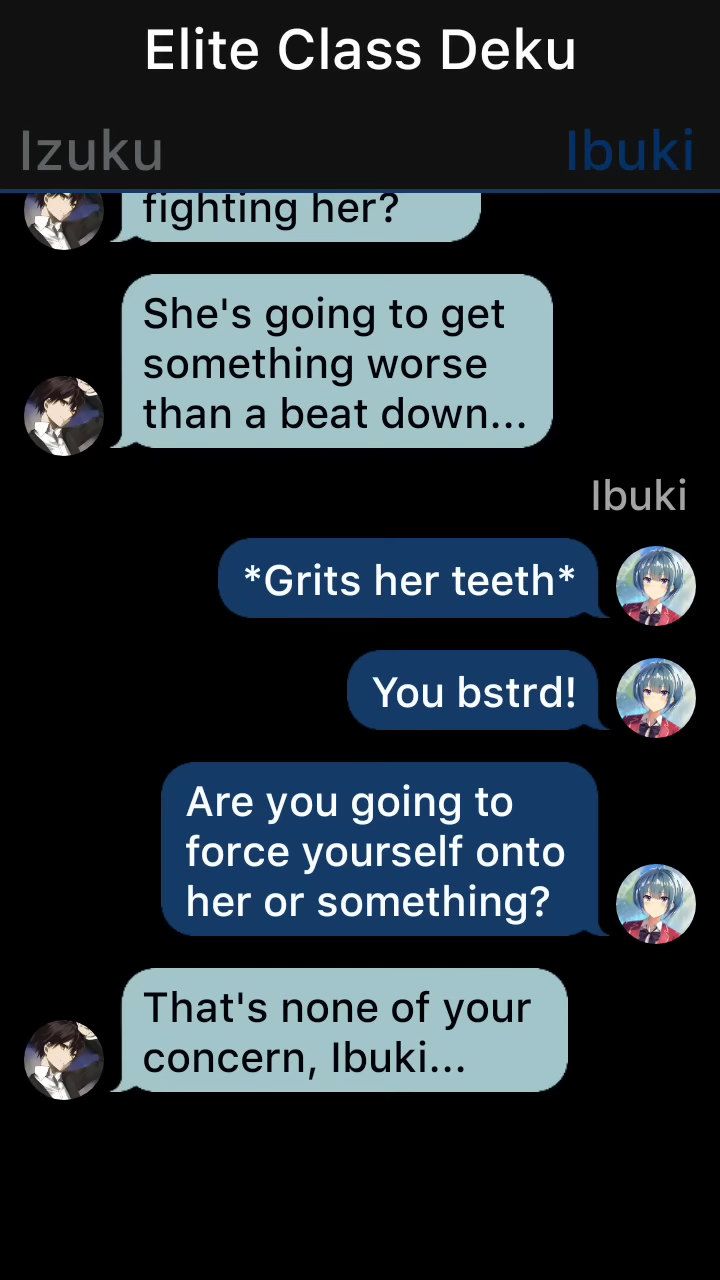 Elite Class Deku
Izuku
Ibuki
fighting her?
She's going to get
something worse
than a beat down...
Ibuki
*Grits her teeth*
You bstrd!
Are you going to
force yourself onto
her or something?
That's none of your
concern, Ibuki...